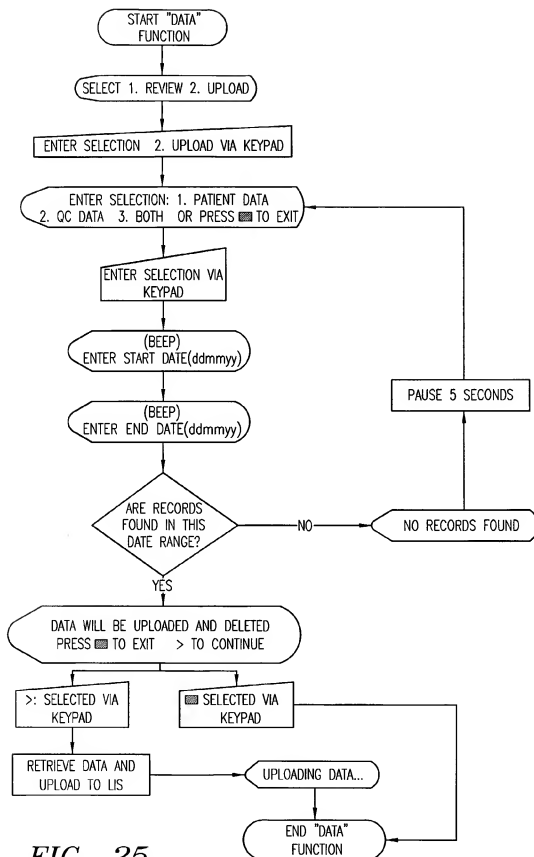 START "DATA"
FUNCTION
SELECT 1. REVIEW 2. UPLOAD
ENTER SELECTION 2. UPLOAD VIA KEYPAD
ENTER SELECTION: 1. PATIENT DATA
2. QC DATA 3. BOTH OR PRESS TO EXIT
ENTER SELECTION VIA
KEYPAD
(BEEP)
ENTER START DATE(ddmmyy)
(BEEP)
ENTER END DATE(ddmmyy)
PAUSE 5 SECONDS
ARE RECORDS
FOUND IN THIS
DATE RANGE?
NO
NO RECORDS FOUND
YES
DATA WILL BE UPLOADED AND DELETED
PRESS TO EXIT > TO CONTINUE
>: SELECTED VIA
KEYPAD
SELECTED VIA
KEYPAD
RETRIEVE DATA AND
UPLOAD TO LIS
UPLOADING DATA...
END "DATA"
FUNCTION
FIG. 25